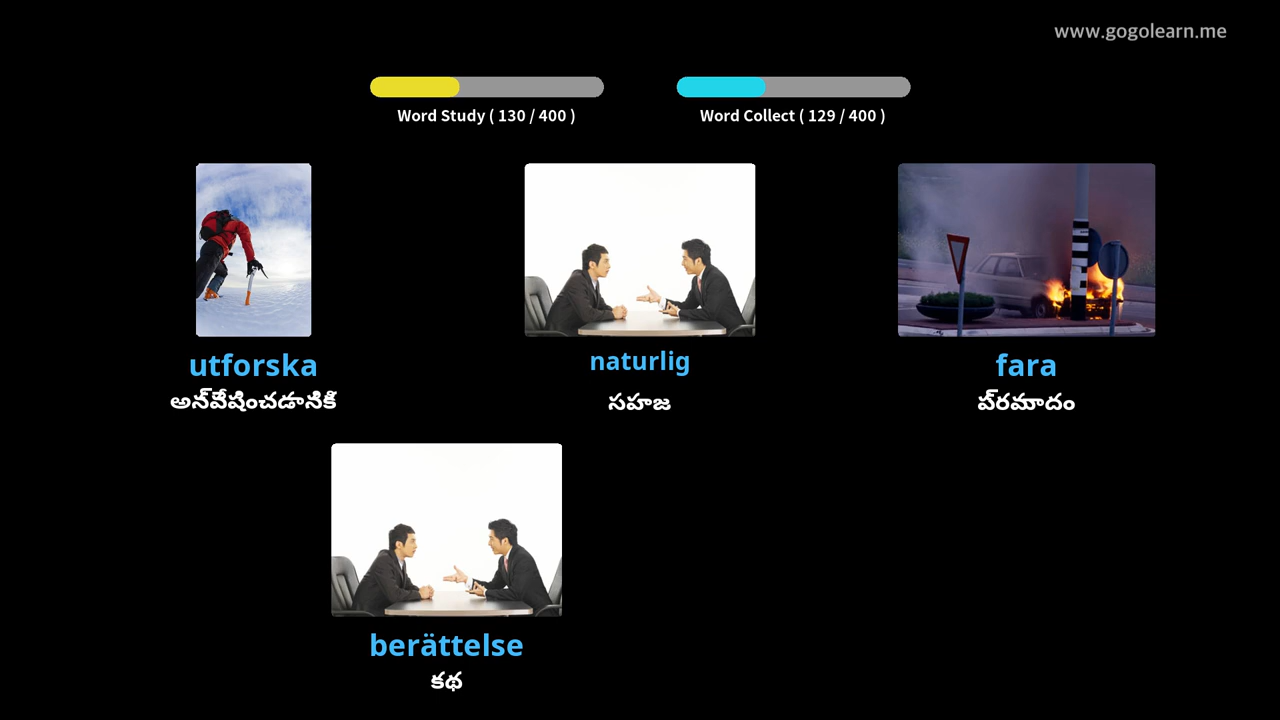 www.gogolearn.me
Word Study ( 130 / 400 )
Word Collect ( 129 / 400 )
utforska
naturlig
fara
అన్వేషించడానికి
సహజ
ప్రమాదం
berättelse
కథ